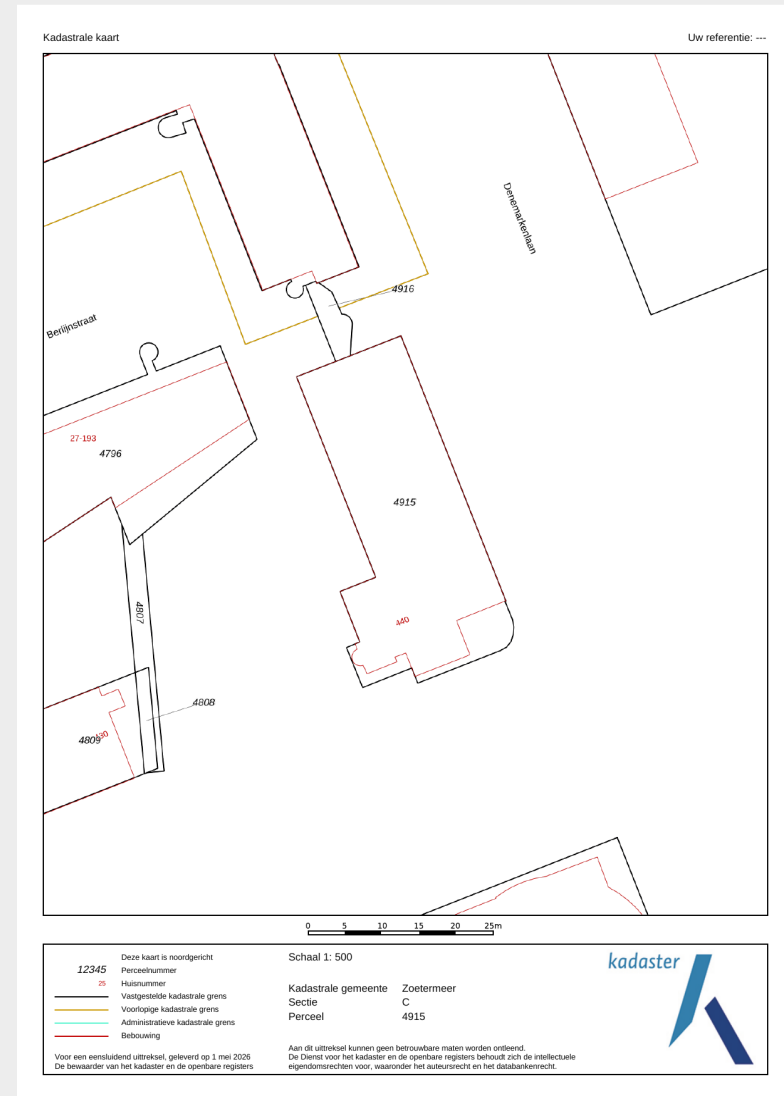 Kadastrale kaart
Uw referentie: ---
Denemarkenlaan
4916
Berlijnstraat
27-193
4796
4915
4807
440
4808
4809
430
0 5 10 15 20 25m
12345
25
Deze kaart is noordgericht
Perceelnummer
Huisnummer
Vastgestelde kadastrale grens
Voorlopige kadastrale grens
Administratieve kadastrale grens
Bebouwing
Voor een eensluidend uittreksel, geleverd op 1 mei 2026
De bewaarder van het kadaster en de openbare registers
Schaal 1: 500
Kadastrale gemeente Zoetermeer
Sectie C
Perceel 4915
Aan dit uittreksel kunnen geen betrouwbare maten worden ontleend.
De Dienst voor het kadaster en de openbare registers behoudt zich de intellectuele
eigendomsrechten voor, waaronder het auteursrecht en het databankenrecht.
kadaster